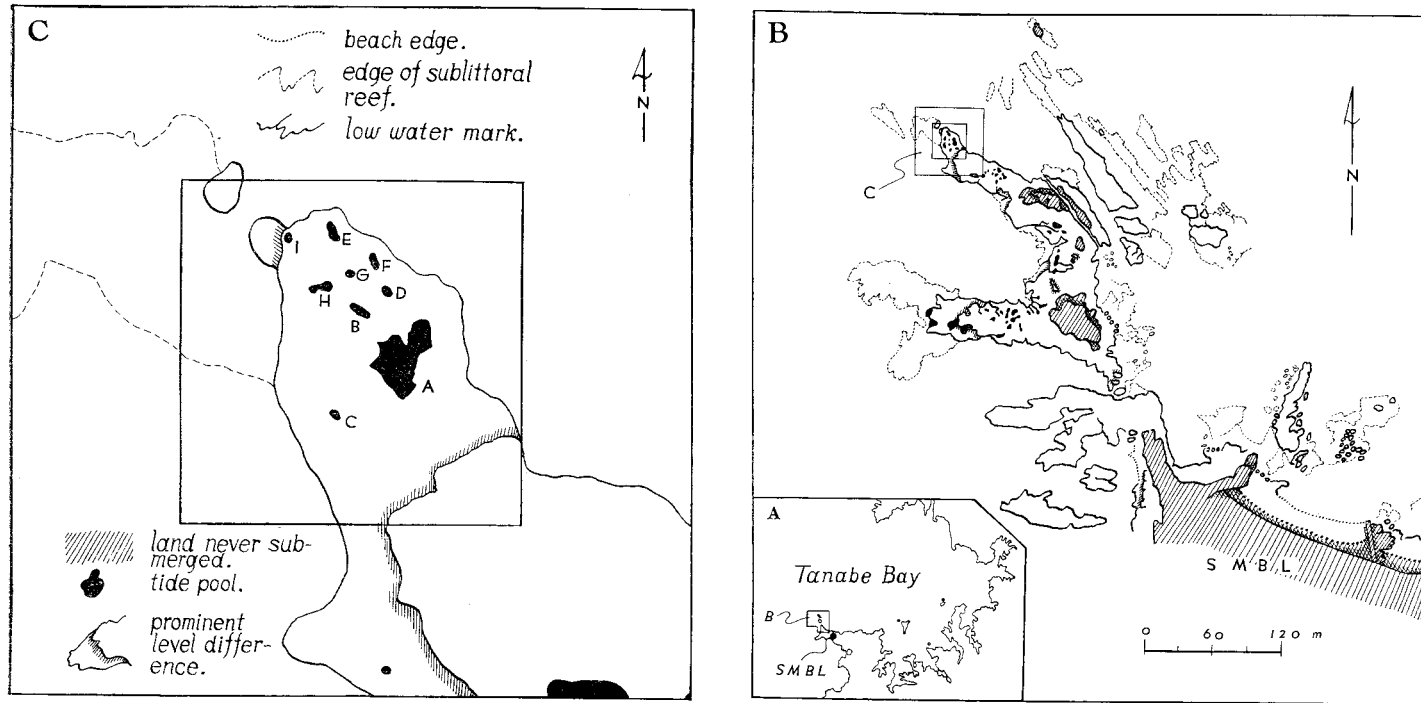 C
beach edge.
edge of sublittoral
reef.
low water mark.
N
I
E
F
G
D
H
B
A
C
land never sub-
merged.
tide pool.
prominent
level differ-
ence.
B
N
C
S M B L
0 60 120 m
A
Tanabe Bay
B
SMBL